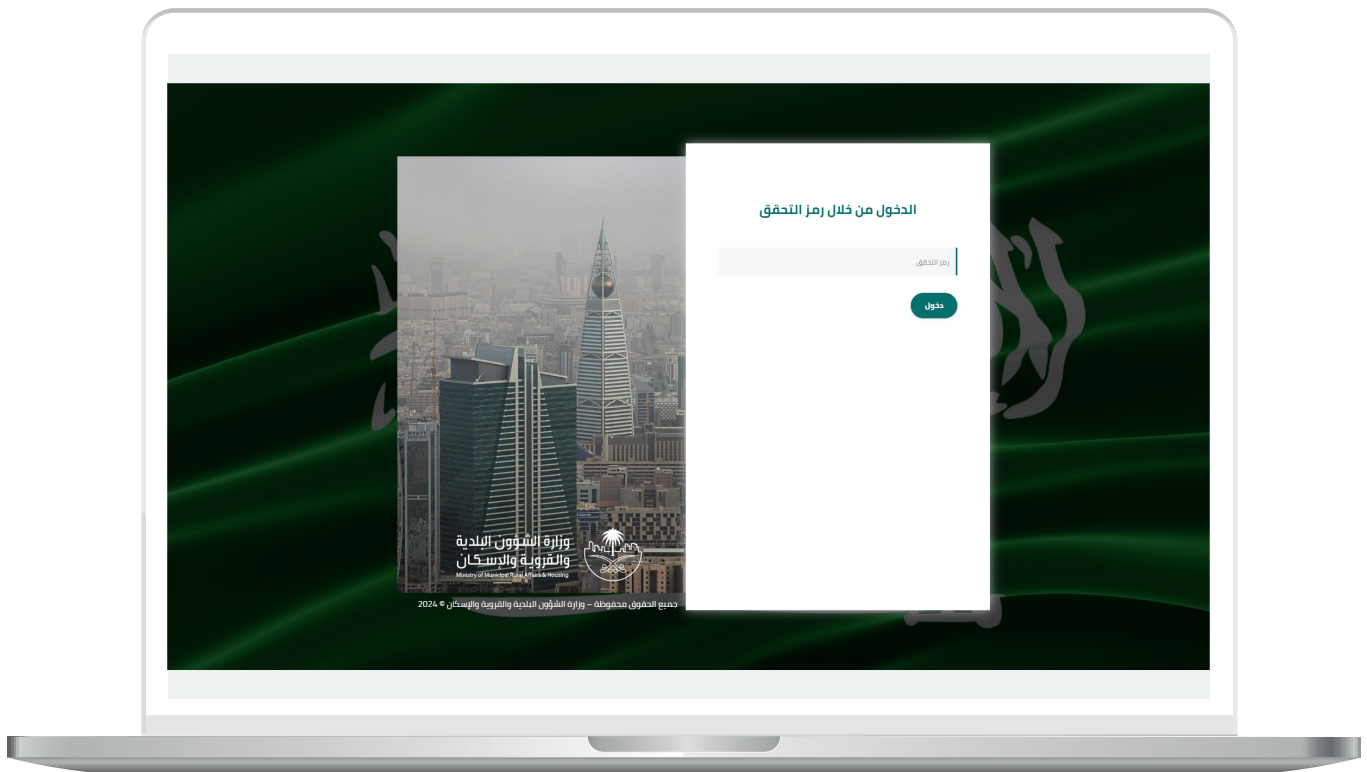 الدخول من خلال رمز التحقق
رمز التحقق
دخول
وزارة الشؤون البلدية
والقروية والإسكان
Ministry of Municipal Rural Affairs & Housing
جميع الحقوق محفوظة – وزارة الشؤون البلدية والقروية والإسكان © 2024